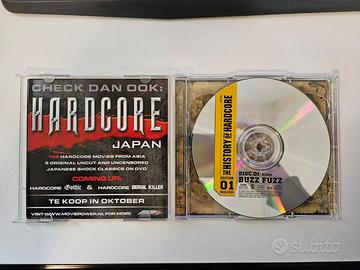 CHECK DAN OOK:
HARDCORE
JAPAN
THE HARDCORE MOVIES FROM ASIA
5 ORIGINAL UNCUT AND UNCENSORED
JAPANESE SHOCK CLASSICS ON DVD
COMING UP:
HARDCORE Gothic & HARDCORE SERIAL KILLER
TE KOOP IN OKTOBER
VISIT WWW.MOVIEPOWER.NL FOR MORE
THE HISTORY OF HARDCORE
EDITION
01
DISC.01
BUZZ FUZZ
subito